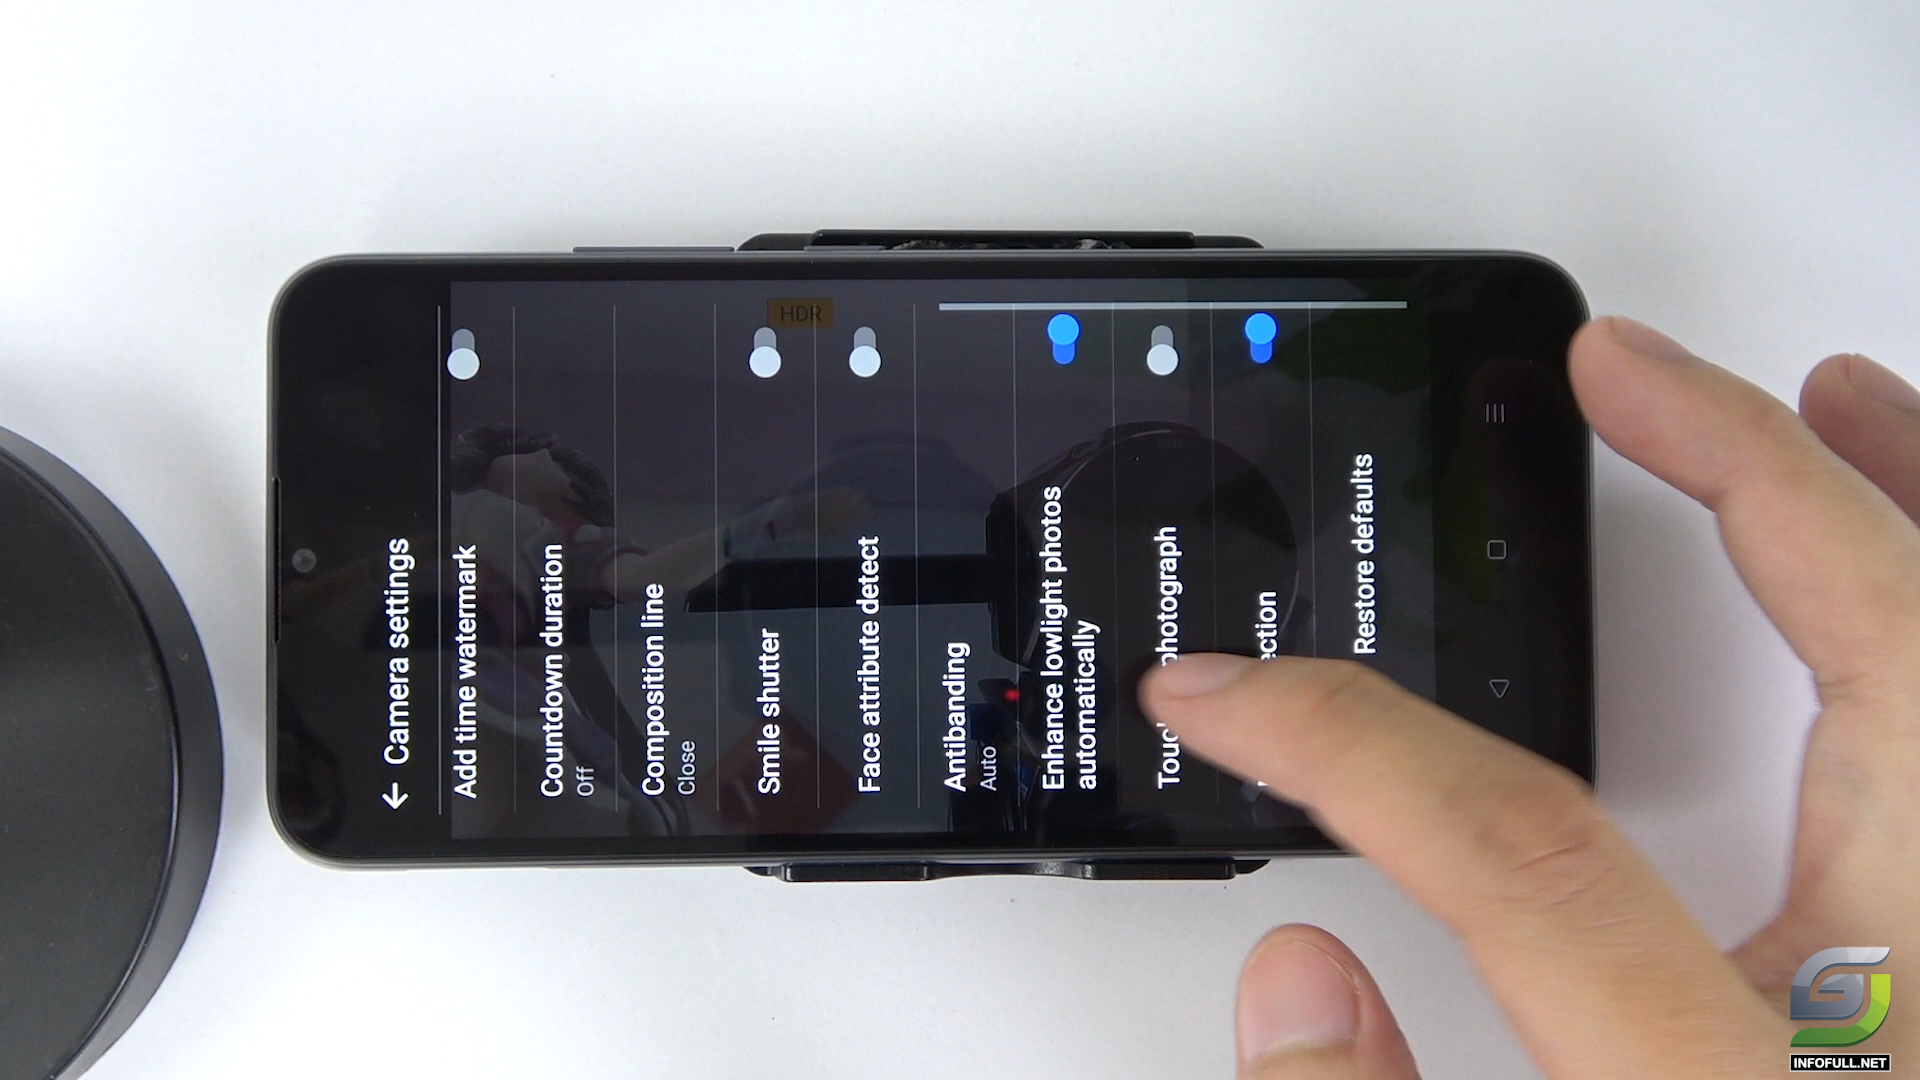 Camera settings
HDR
Add time watermark
Countdown duration
Off
Composition line
Close
Smile shutter
Face attribute detect
Antibanding
Auto
Enhance lowlight photos
automatically
photograph
Restore defaults
INFOFULL.NET